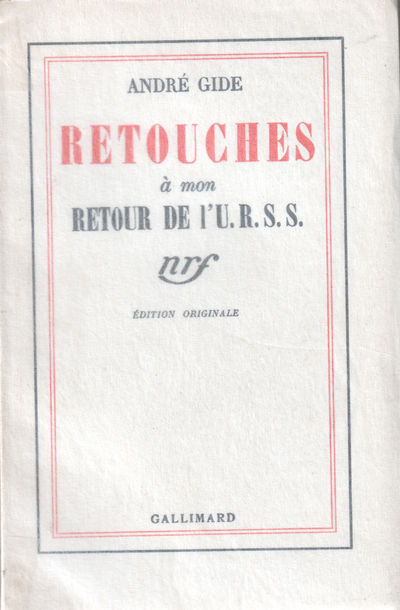 ANDRÉ GIDE
RETOUCHES
à mon
RETOUR DE l'U.R.S.S.
nrf
ÉDITION ORIGINALE
GALLIMARD